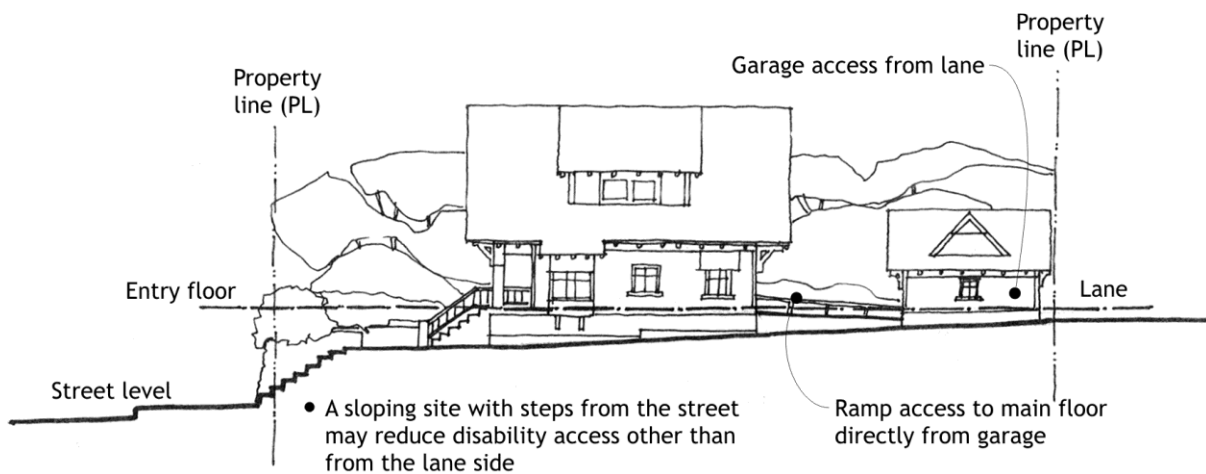 Property
line (PL)
Garage access from lane
Property
line (PL)
Entry floor
Lane
Street level
• A sloping site with steps from the street
may reduce disability access other than
from the lane side
Ramp access to main floor
directly from garage